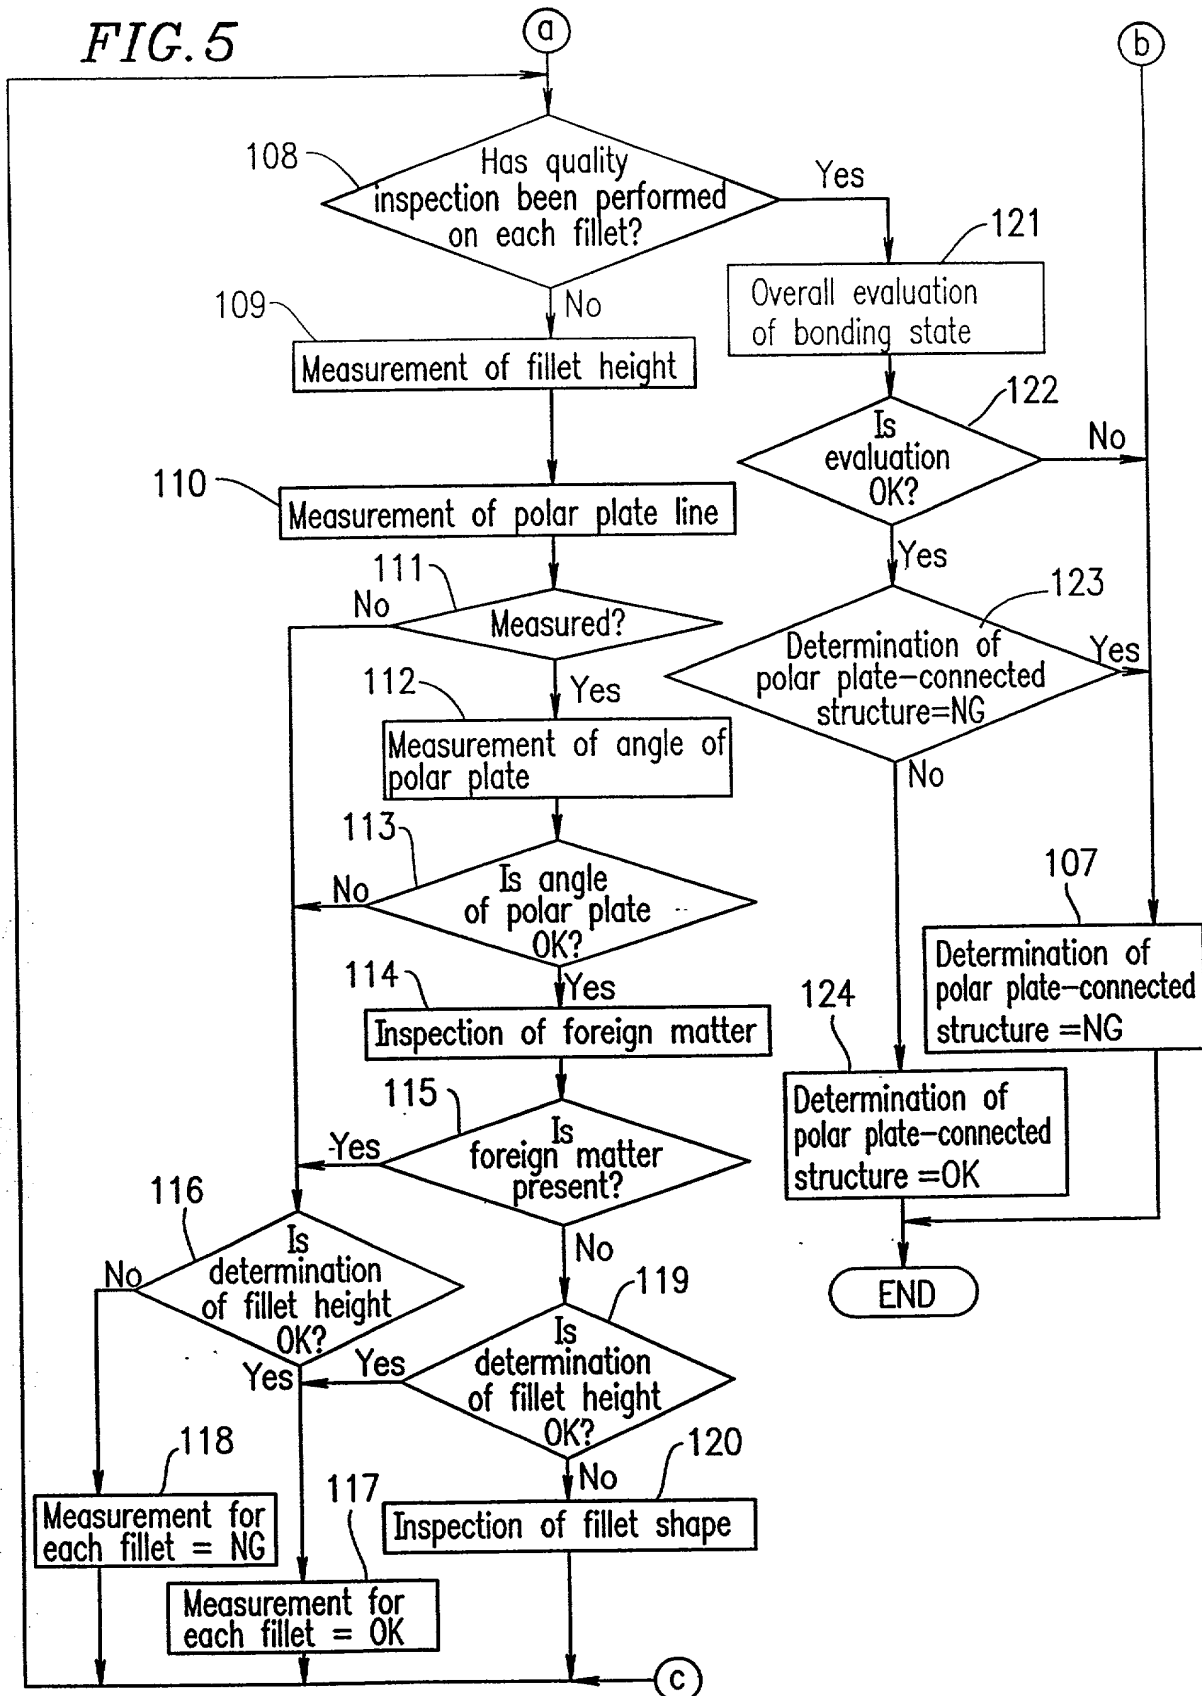 FIG.5
a
b
108
Has quality
inspection been performed
on each fillet?
Yes
No
121
Overall evaluation
of bonding state
109
Measurement of fillet height
122
Is
evaluation
OK?
No
Yes
110
Measurement of polar plate line
111
No
Measured?
Yes
123
Determination of
polar plate-connected
structure=NG
Yes
No
112
Measurement of angle of
polar plate
113
No
Is angle
of polar plate
OK?
Yes
107
Determination of
polar plate-connected
structure =NG
114
Inspection of foreign matter
124
Determination of
polar plate-connected
structure =OK
115
Yes
Is
foreign matter
present?
No
116
No
Is
determination
of fillet height
OK?
Yes
END
119
Yes
Is
determination
of fillet height
OK?
No
118
Measurement for
each fillet = NG
117
Measurement for
each fillet = OK
120
Inspection of fillet shape
c